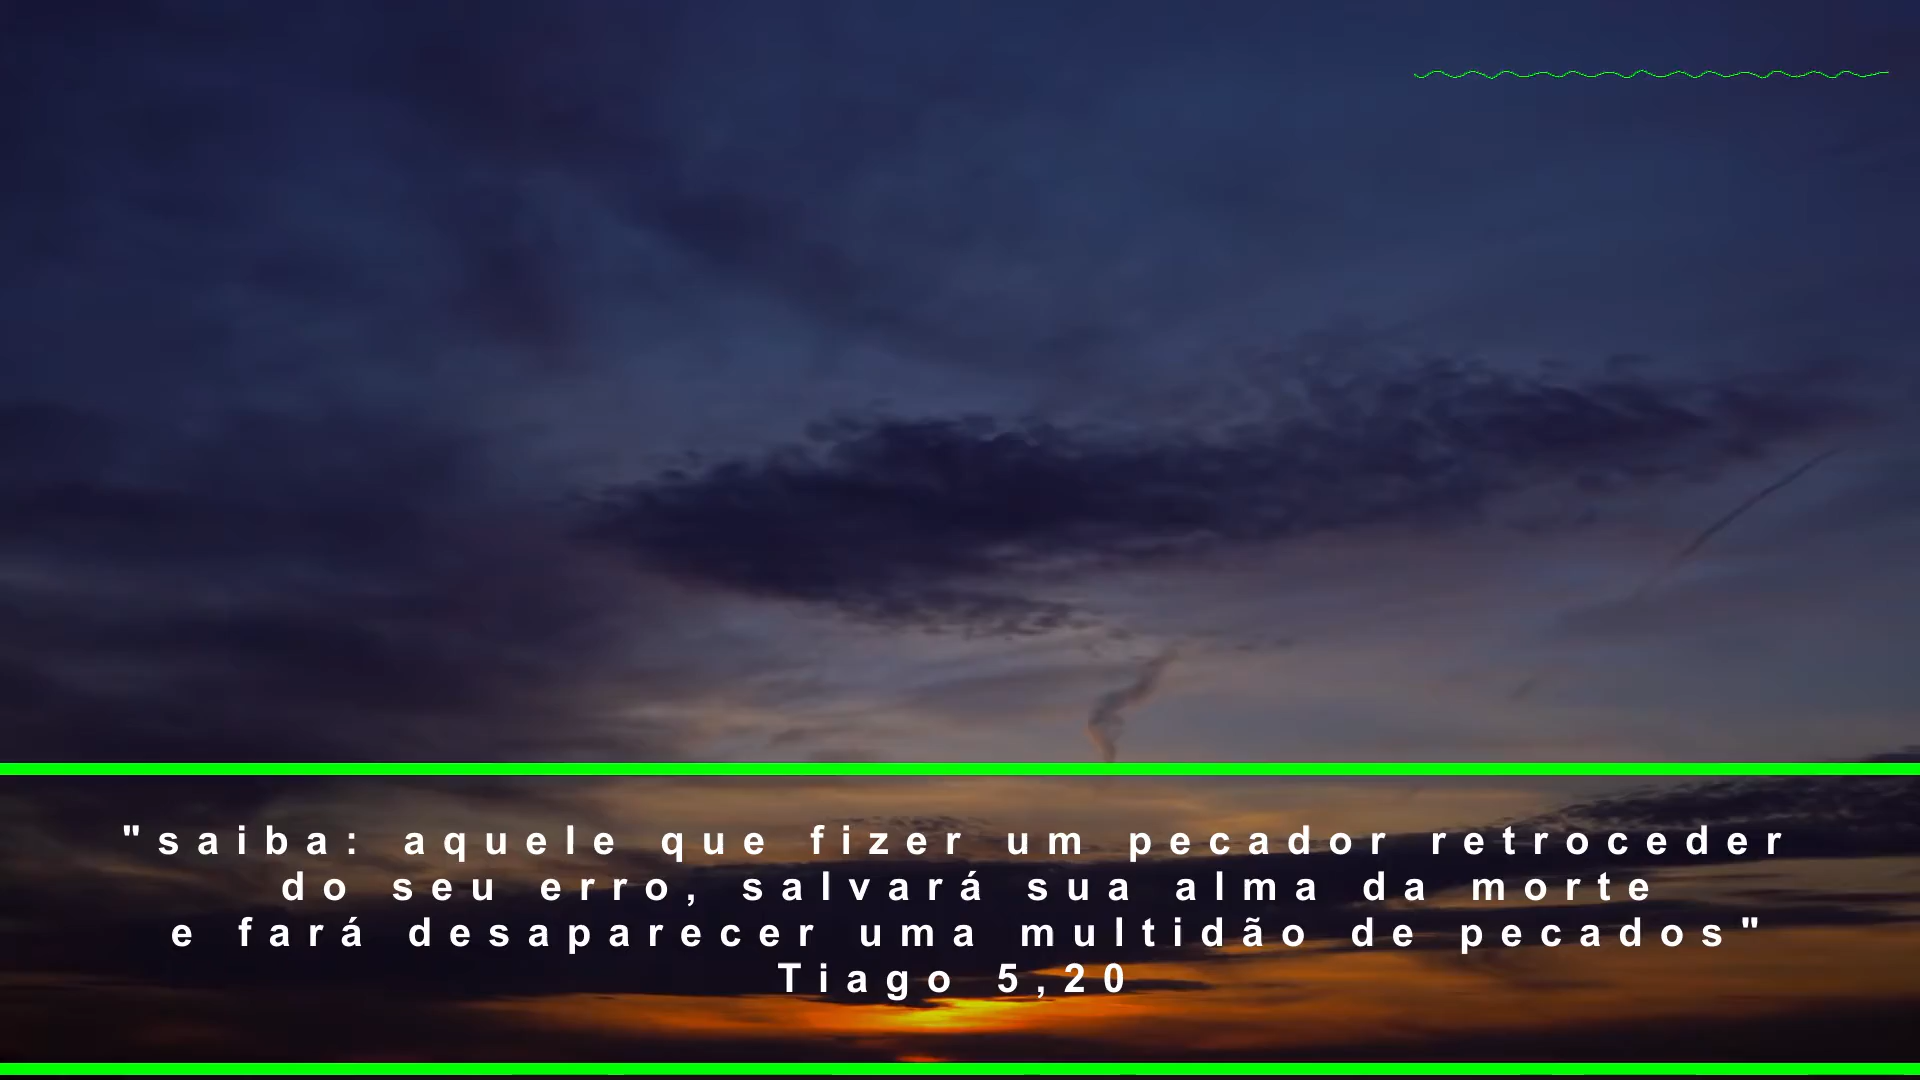 "saiba: aquele que fizer um pecador retroceder
do seu erro, salvará sua alma da morte
e fará desaparecer uma multidão de pecados"
Tiago 5,20